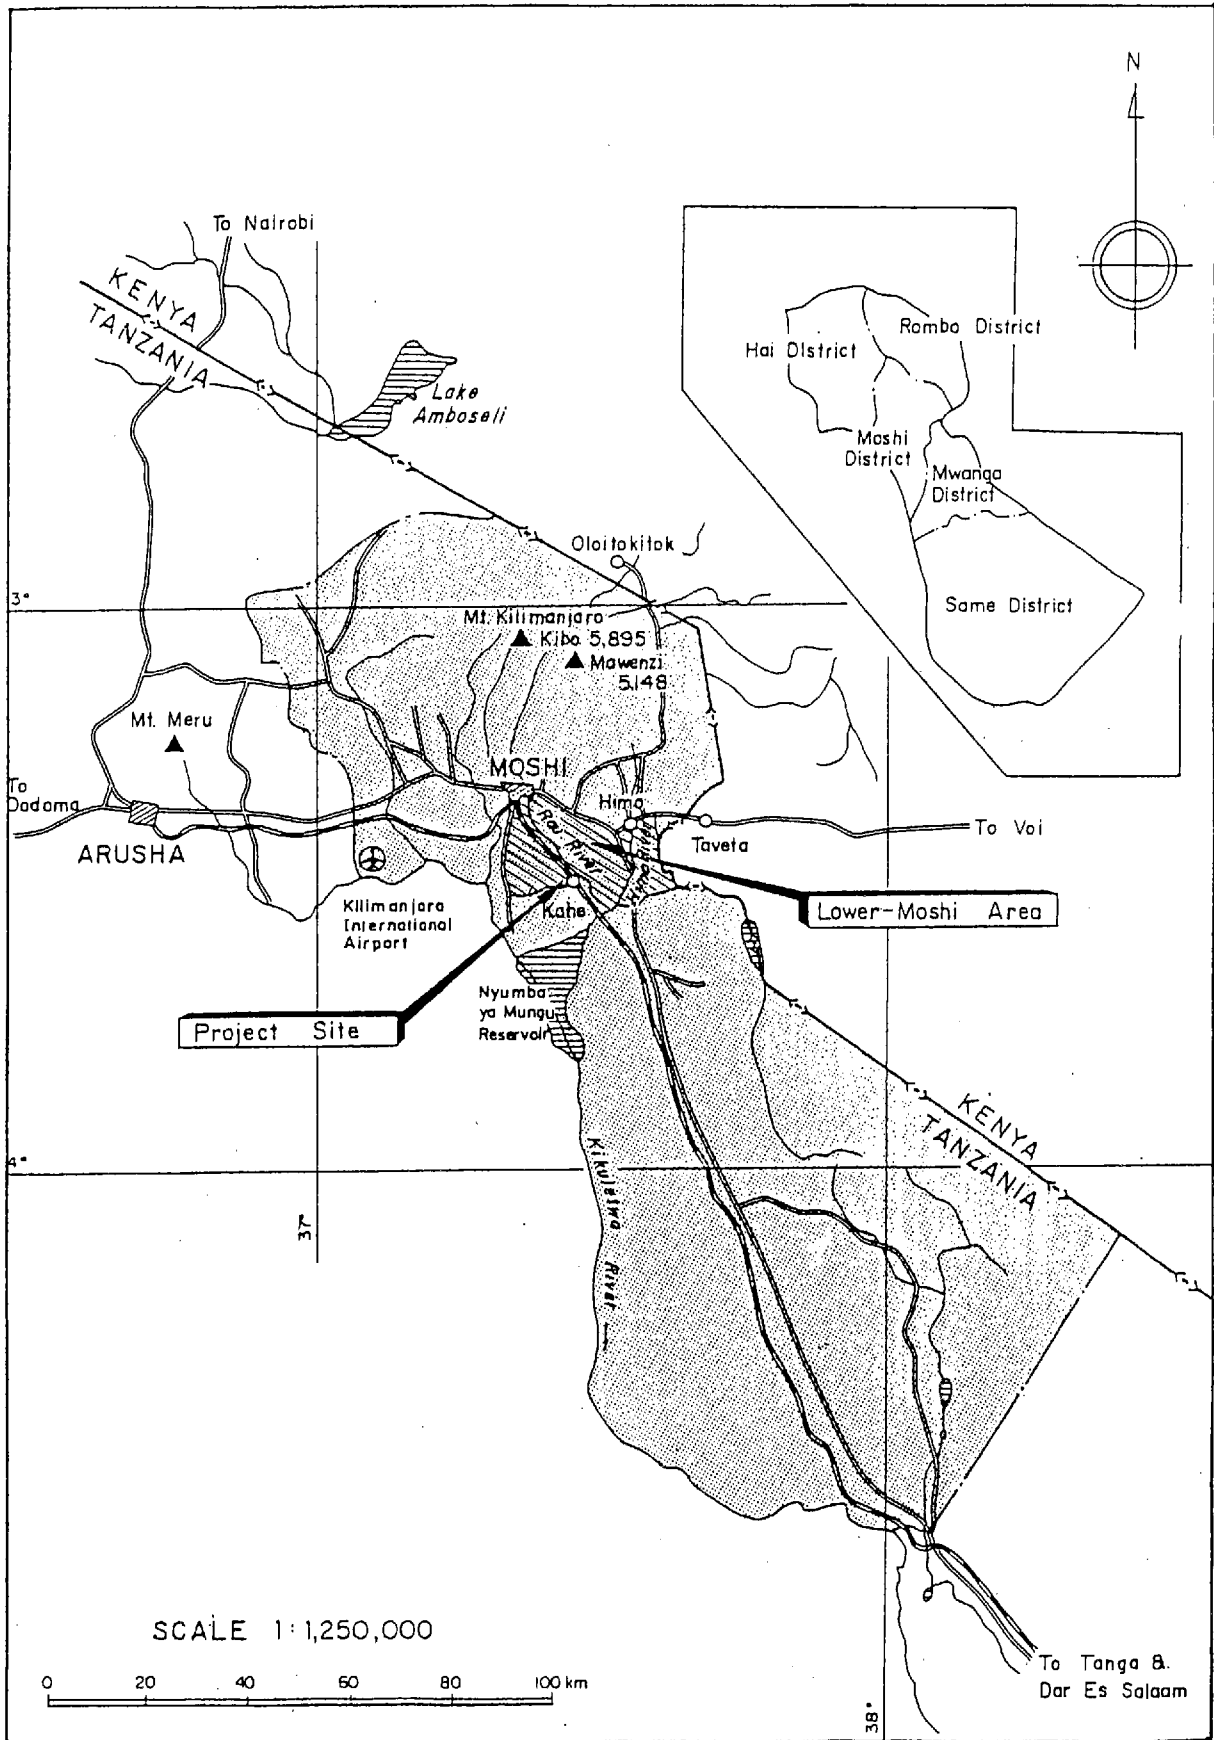 N
To Nairobi
KENYA
TANZANIA
Lake
Amboseli
Rombo District
Hai District
Moshi
District
Mwanga
District
Same District
Oloitokitok
3°
Mt. Kilimanjaro
Kibo 5,895
Mawenzi
5,148
Mt. Meru
MOSHI
To
Dodoma
Hima
Rau River
Taveta
To Voi
ARUSHA
Kilimanjaro
International
Airport
Kahe
Lower-Moshi Area
Nyumba
ya Mungu
Reservoir
Project Site
KENYA
TANZANIA
4°
Kikuletwa River
37°
SCALE 1:1,250,000
0 20 40 60 80 100 km
To Tanga &
Dar Es Salaam
38°